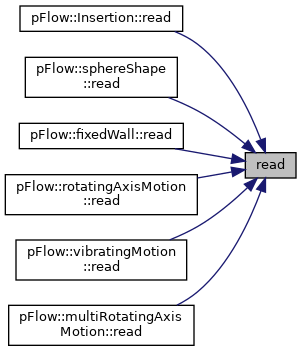 pFlow::Insertion::read
pFlow::sphereShape
::read
pFlow::fixedWall::read
read
pFlow::rotatingAxisMotion
::read
pFlow::vibratingMotion
::read
pFlow::multiRotatingAxis
Motion::read